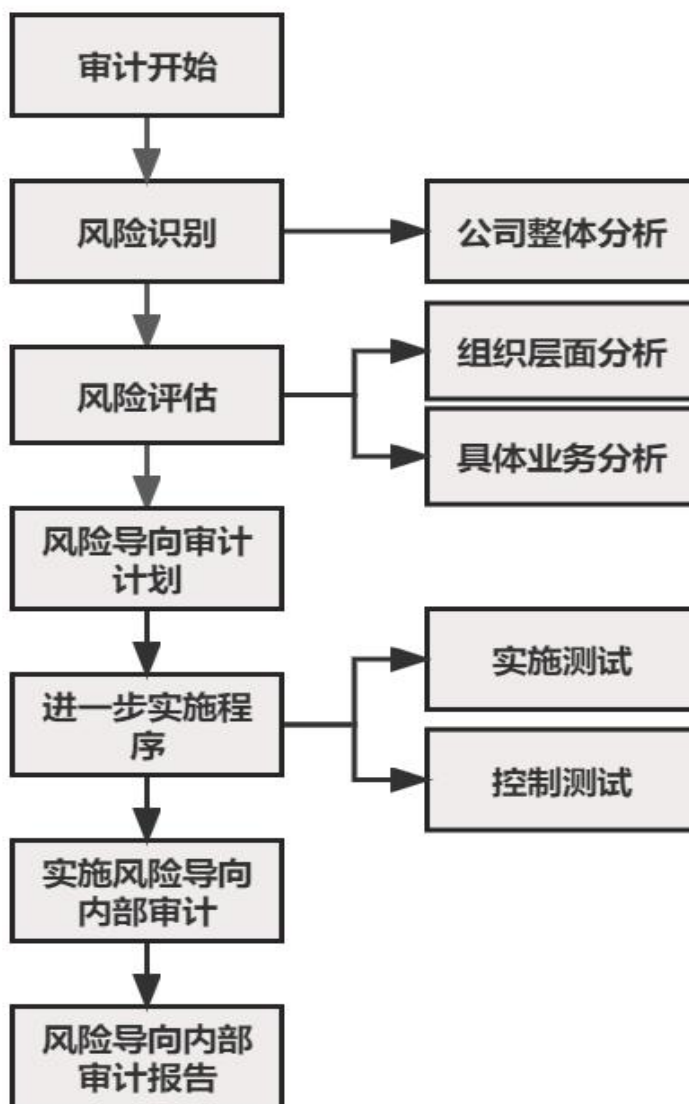 审计开始
风险识别
公司整体分析
风险评估
组织层面分析
具体业务分析
风险导向审计
计划
进一步实施程
序
实施测试
控制测试
实施风险导向
内部审计
风险导向内部
审计报告